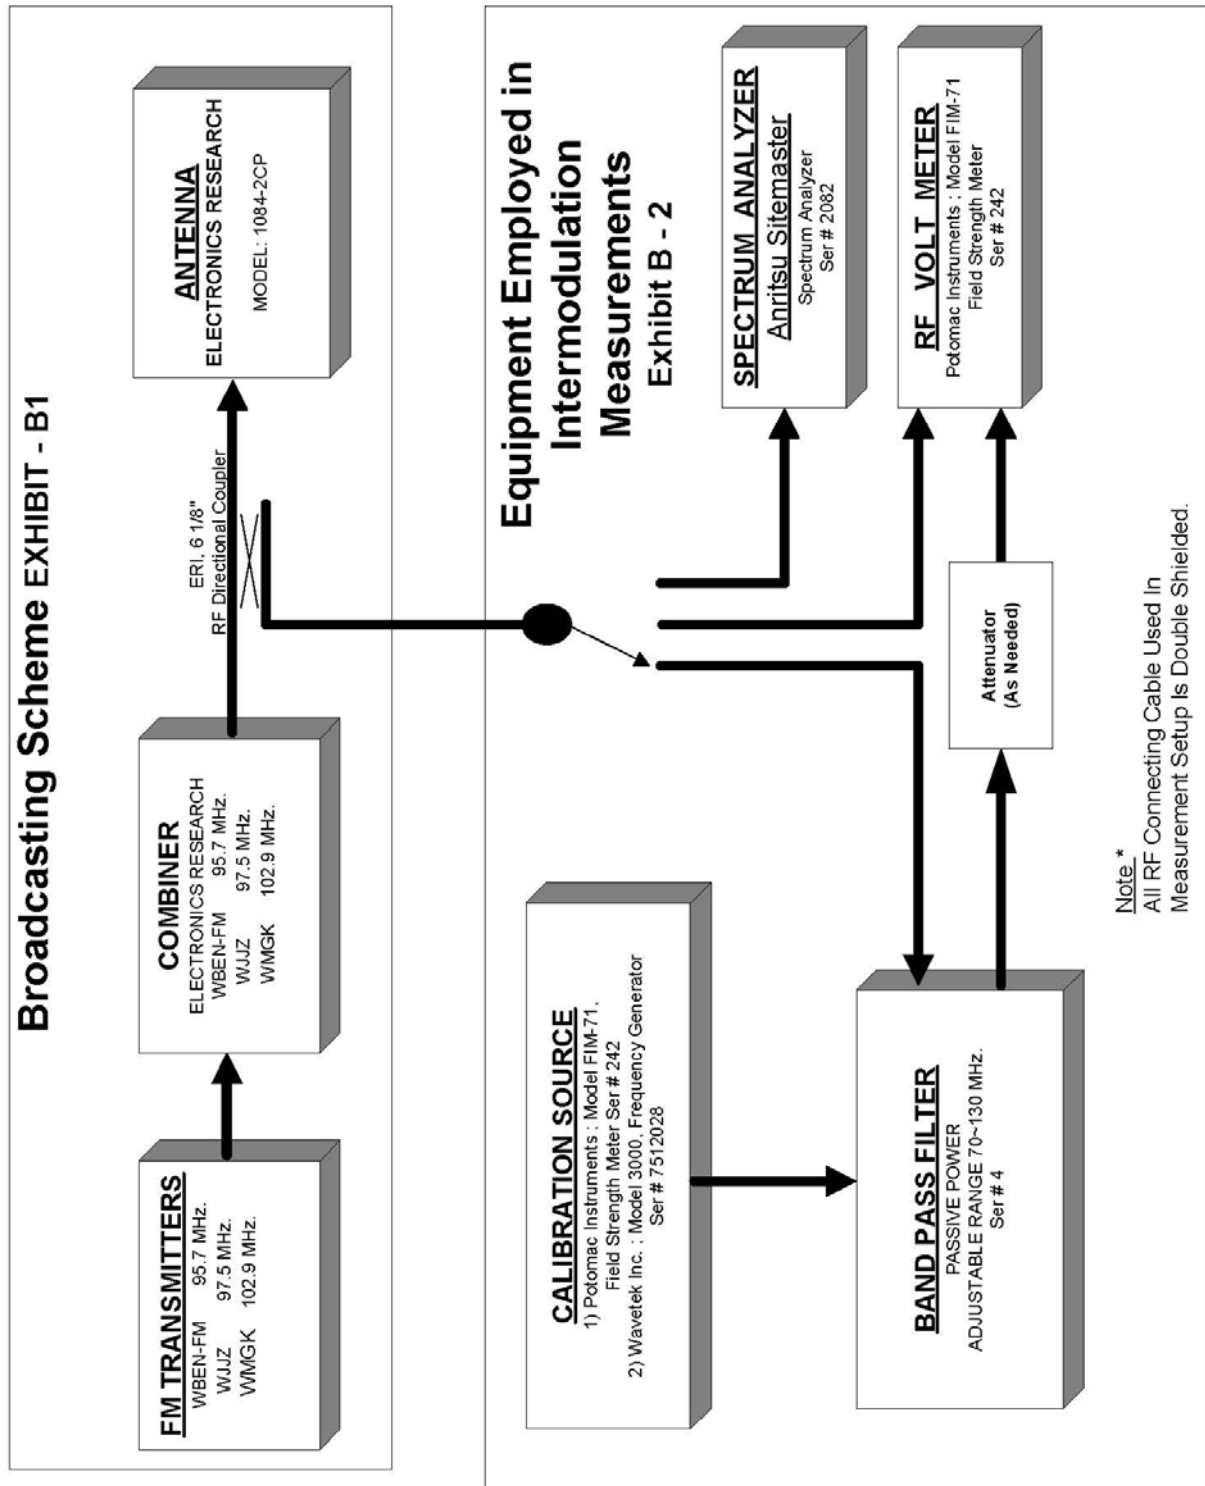 Broadcasting Scheme EXHIBIT - B1
FM TRANSMITTERS
WBEN-FM 95.7 MHz.
WJJZ 97.5 MHz.
WMGK 102.9 MHz.
COMBINER
ELECTRONICS RESEARCH
WBEN-FM 95.7 MHz.
WJJZ 97.5 MHz.
WMGK 102.9 MHz.
ERI, 6 1/8"
RF Directional Coupler
ANTENNA
ELECTRONICS RESEARCH
MODEL: 1084-2CP
Equipment Employed in
Intermodulation
Measurements
Exhibit B - 2
CALIBRATION SOURCE
1) Potomac Instruments ; Model FIM-71,
Field Strength Meter Ser # 242
2) Wavetek Inc. ; Model 3000, Frequency Generator
Ser # 7512028
SPECTRUM ANALYZER
Anritsu Sitemaster
Spectrum Analyzer
Ser # 2082
BAND PASS FILTER
PASSIVE POWER
ADJUSTABLE RANGE 70~130 MHz.
Ser # 4
Attenuator
(As Needed)
RF VOLT METER
Potomac Instruments ; Model FIM-71
Field Strength Meter
Ser # 242
Note *
All RF Connecting Cable Used In
Measurement Setup Is Double Shielded.